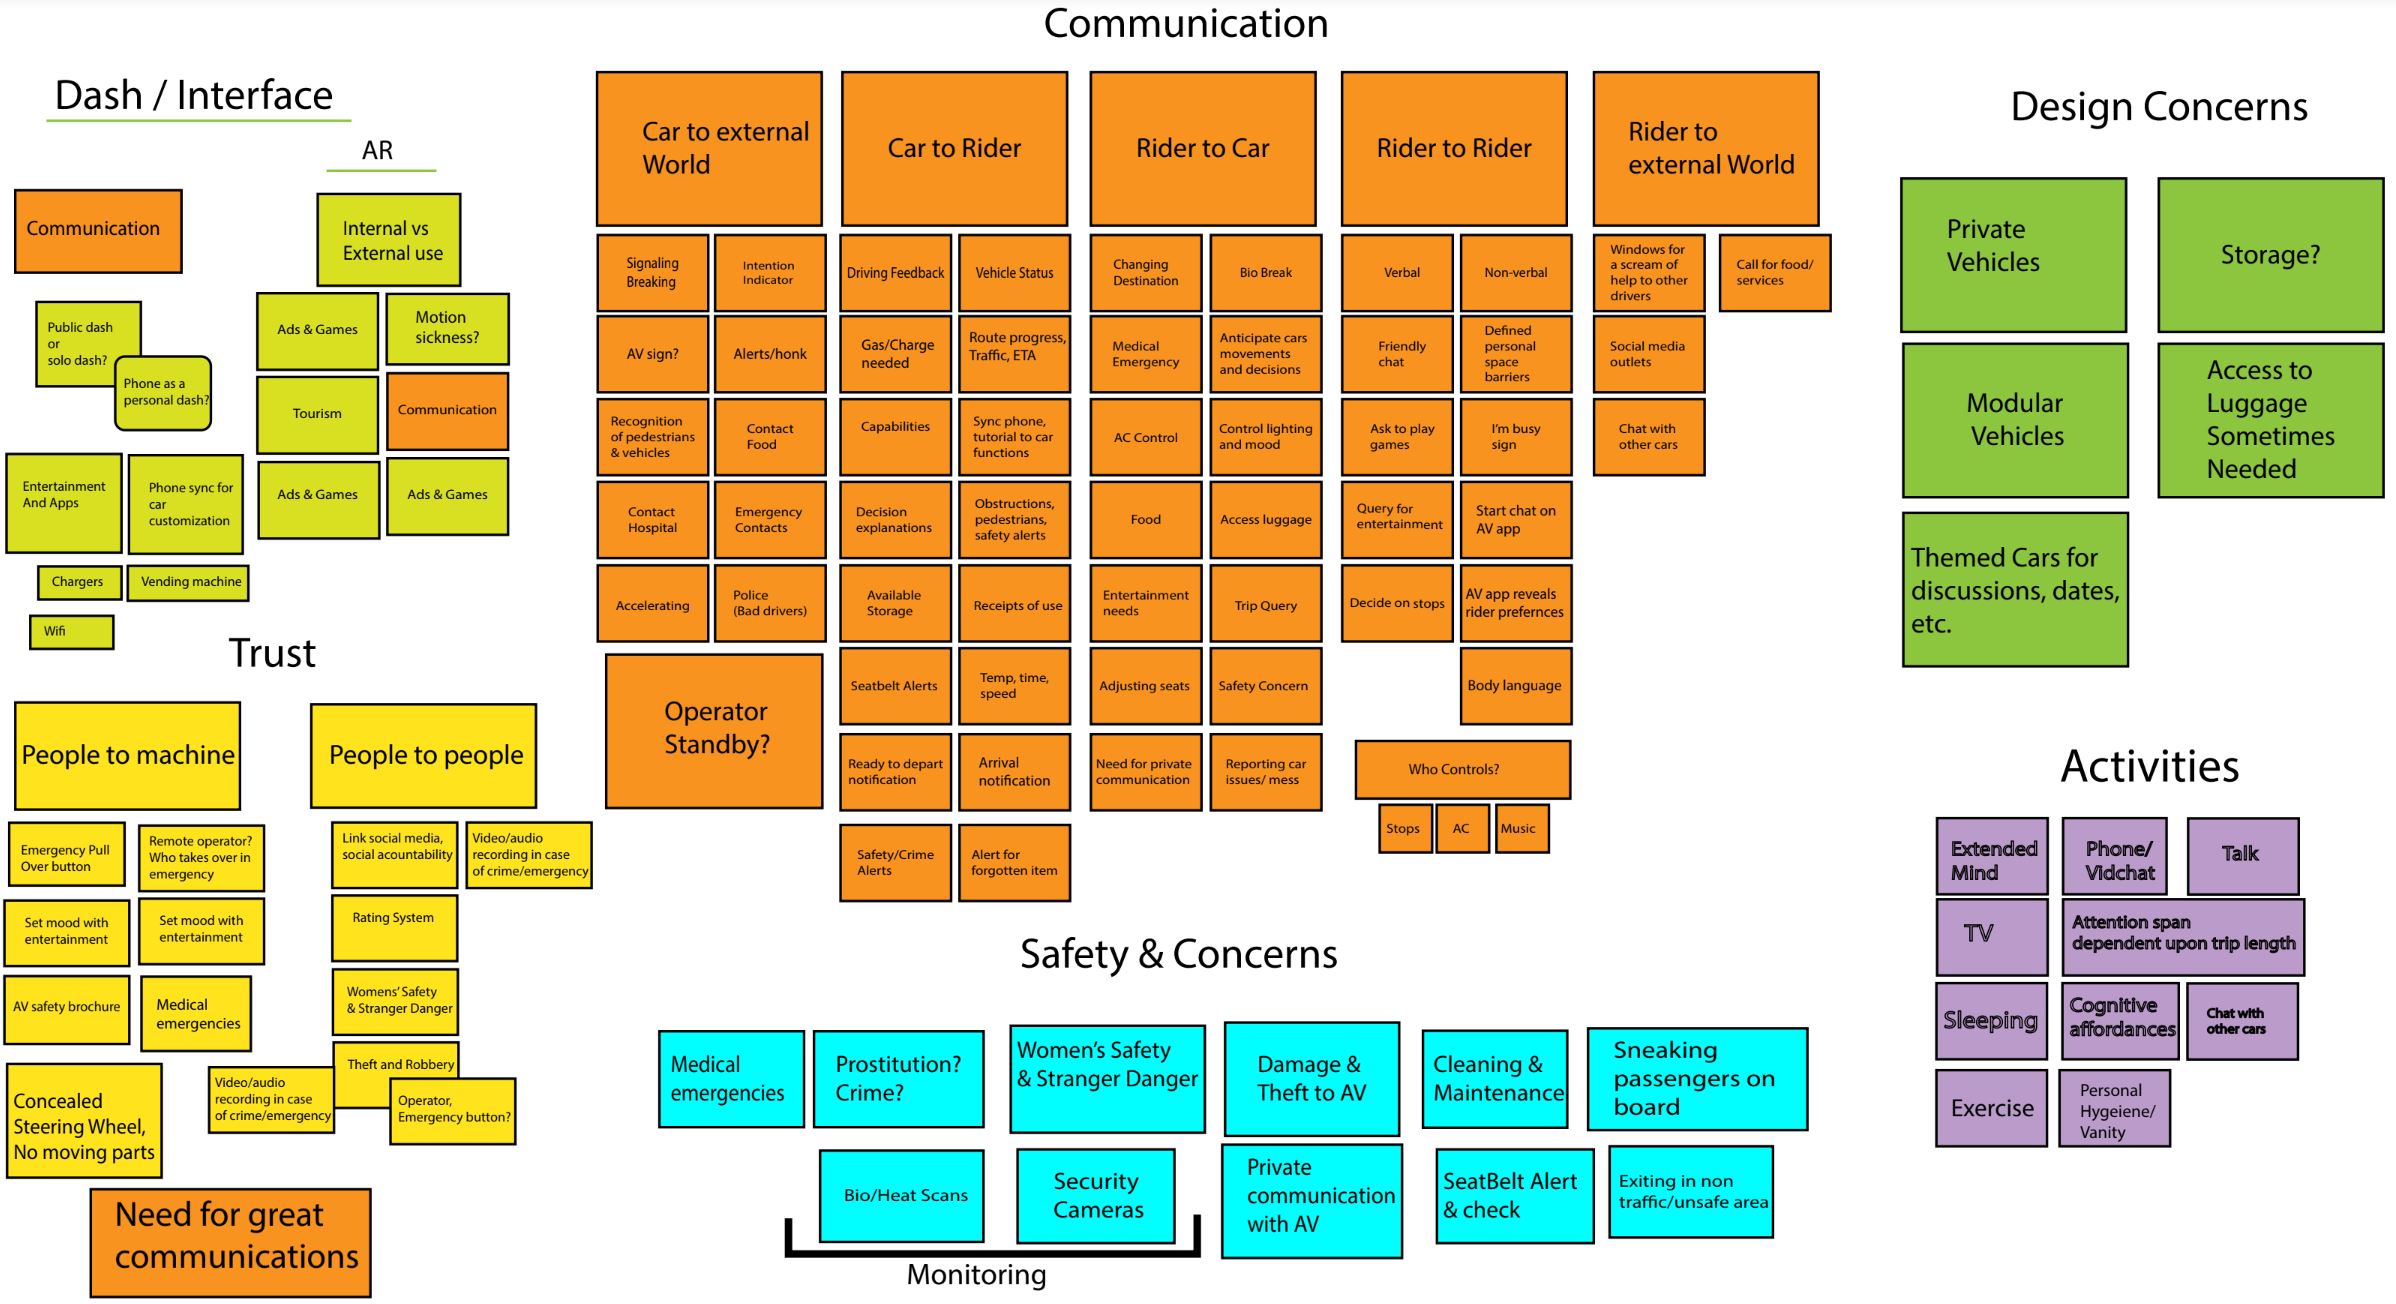 Communication
Dash / Interface
AR
Communication
Internal vs
External use
Public dash
or
solo dash?
Phone as a
personal dash?
Ads & Games
Motion
sickness?
Tourism
Communication
Entertainment
And Apps
Phone sync for
car
customization
Ads & Games
Ads & Games
Chargers
Vending machine
Wifi
Trust
People to machine
People to people
Emergency Pull
Over button
Remote operator?
Who takes over in
emergency
Set mood with
entertainment
Set mood with
entertainment
AV safety brochure
Medical
emergencies
Concealed
Steering Wheel,
No moving parts
Link social media,
social acountability
Video/audio
recording in case
of crime/emergency
Rating System
Womens' Safety
& Stranger Danger
Theft and Robbery
Video/audio
recording in case
of crime/emergency
Operator,
Emergency button?
Need for great
communications
Car to external
World
Signaling
Breaking
Intention
Indicator
AV sign?
Alerts/honk
Recognition
of pedestrians
& vehicles
Contact
Food
Contact
Hospital
Emergency
Contacts
Accelerating
Police
(Bad drivers)
Operator
Standby?
Car to Rider
Driving Feedback
Vehicle Status
Gas/Charge
needed
Route progress,
Traffic, ETA
Capabilities
Sync phone,
tutorial to car
functions
Decision
explanations
Obstructions,
pedestrians,
safety alerts
Available
Storage
Receipts of use
Seatbelt Alerts
Temp, time,
speed
Ready to depart
notification
Arrival
notification
Safety/Crime
Alerts
Alert for
forgotten item
Rider to Car
Changing
Destination
Bio Break
Medical
Emergency
Anticipate cars
movements
and decisions
AC Control
Control lighting
and mood
Food
Access luggage
Entertainment
needs
Trip Query
Adjusting seats
Safety Concern
Need for private
communication
Reporting car
issues/ mess
Rider to Rider
Verbal
Non-verbal
Friendly
chat
Defined
personal
space
barriers
Ask to play
games
I'm busy
sign
Query for
entertainment
Start chat on
AV app
Decide on stops
AV app reveals
rider prefernces
Body language
Who Controls?
Stops
AC
Music
Rider to
external World
Windows for
a scream of
help to other
drivers
Call for food/
services
Social media
outlets
Chat with
other cars
Safety & Concerns
Medical
emergencies
Prostitution?
Crime?
Women's Safety
& Stranger Danger
Damage &
Theft to AV
Cleaning &
Maintenance
Sneaking
passengers on
board
Bio/Heat Scans
Security
Cameras
Private
communication
with AV
SeatBelt Alert
& check
Exiting in non
traffic/unsafe area
Monitoring
Design Concerns
Private
Vehicles
Storage?
Modular
Vehicles
Access to
Luggage
Sometimes
Needed
Themed Cars for
discussions, dates,
etc.
Activities
Extended
Mind
Phone/
Vidchat
Talk
TV
Attention span
dependent upon trip length
Sleeping
Cognitive
affordances
Chat with
other cars
Exercise
Personal
Hygeiene/
Vanity